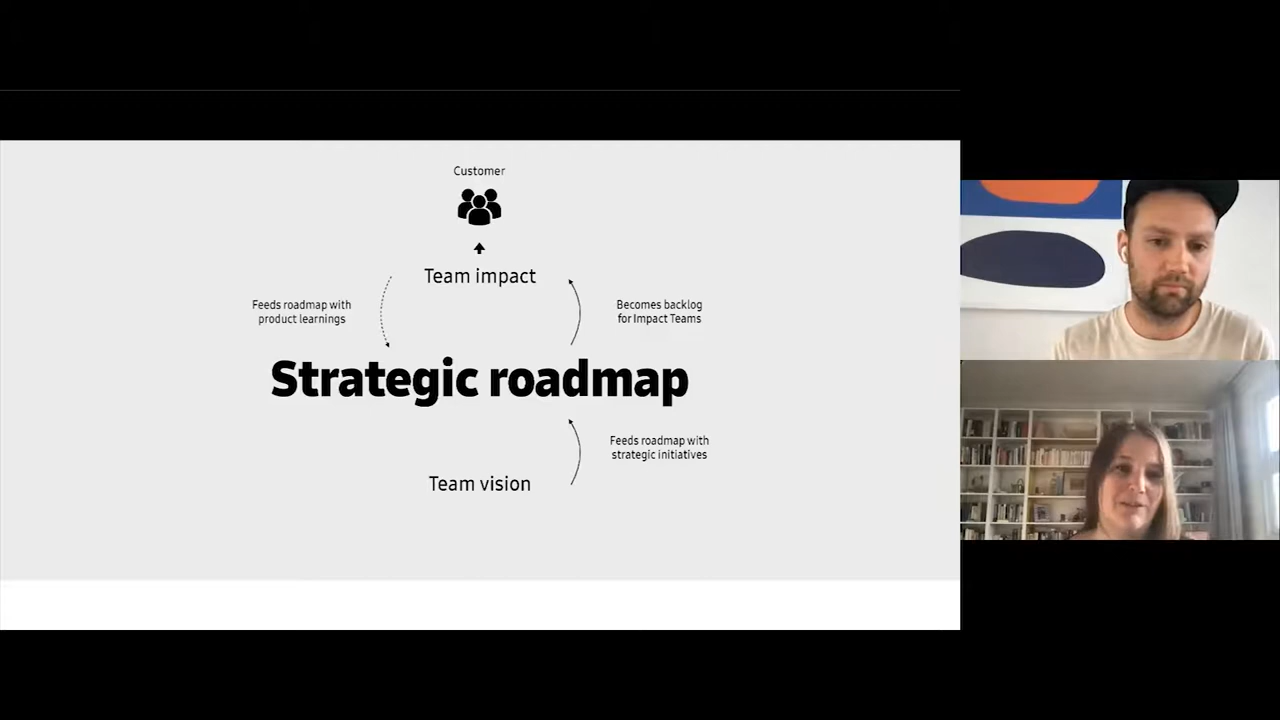 Customer
Team impact
Feeds roadmap with
product learnings
Becomes backlog
for Impact Teams
Strategic roadmap
Feeds roadmap with
strategic initiatives
Team vision